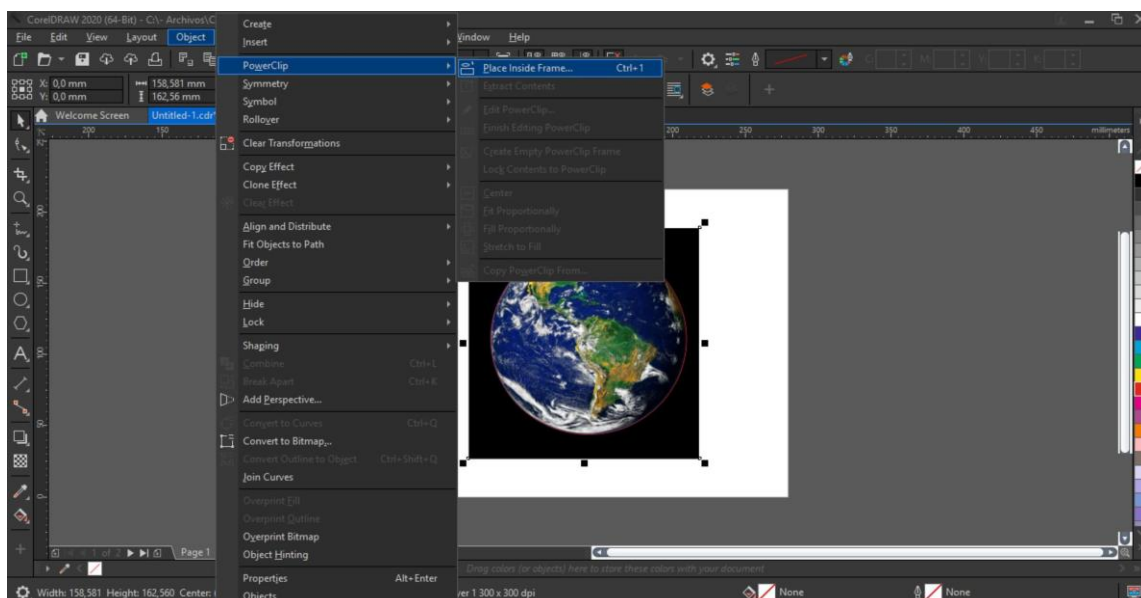 CorelDRAW 2020 (64-Bit) - C:\- Archivos\C
File Edit View Layout Object Window Help
Create
Insert
PowerClip
Symmetry
Symbol
Rollover
Clear Transformations
Copy Effect
Clone Effect
Clear Effect
Align and Distribute
Fit Objects to Path
Order
Group
Hide
Lock
Shaping
Combine Ctrl+L
Break Apart Ctrl+K
Add Perspective...
Convert to Curves Ctrl+Q
Convert to Bitmap...
Convert Outline to Object Ctrl+Shift+Q
Join Curves
Overprint Fill
Overprint Outline
Overprint Bitmap
Object Hinting
Properties Alt+Enter
Objects
Place Inside Frame... Ctrl+1
Extract Contents
Edit PowerClip...
Finish Editing PowerClip
Create Empty PowerClip Frame
Lock Contents to PowerClip
Center
Fit Proportionally
Fill Proportionally
Stretch to Fill
Copy PowerClip From...
X: 0,0 mm 158,581 mm
Y: 0,0 mm 162,56 mm
Welcome Screen Untitled-1.cdr*
200 150 200 250 300 350 400 450 millimeters
1 of 2 Page 1
Drag colors (or objects) here to store these colors with your document
Width: 158,581 Height: 162,560 Center: yer 1 300 x 300 dpi None None